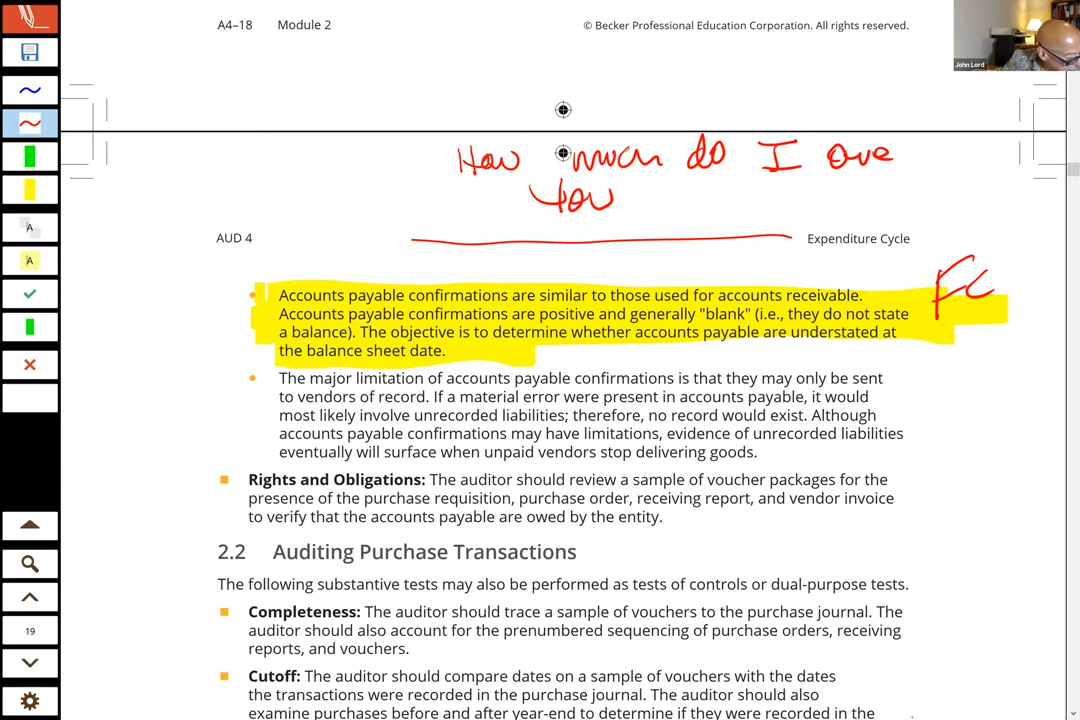 A4–18 Module 2 © Becker Professional Education Corporation. All rights reserved.
John Lord
How much do I owe
you
AUD 4 Expenditure Cycle
• Accounts payable confirmations are similar to those used for accounts receivable.
Accounts payable confirmations are positive and generally "blank" (i.e., they do not state
a balance). The objective is to determine whether accounts payable are understated at
the balance sheet date.
• The major limitation of accounts payable confirmations is that they may only be sent
to vendors of record. If a material error were present in accounts payable, it would
most likely involve unrecorded liabilities; therefore, no record would exist. Although
accounts payable confirmations may have limitations, evidence of unrecorded liabilities
eventually will surface when unpaid vendors stop delivering goods.
Rights and Obligations: The auditor should review a sample of voucher packages for the
presence of the purchase requisition, purchase order, receiving report, and vendor invoice
to verify that the accounts payable are owed by the entity.
2.2 Auditing Purchase Transactions
The following substantive tests may also be performed as tests of controls or dual-purpose tests.
Completeness: The auditor should trace a sample of vouchers to the purchase journal. The
auditor should also account for the prenumbered sequencing of purchase orders, receiving
reports, and vouchers.
Cutoff: The auditor should compare dates on a sample of vouchers with the dates
the transactions were recorded in the purchase journal. The auditor should also
examine purchases before and after year-end to determine if they were recorded in the
A
A
19